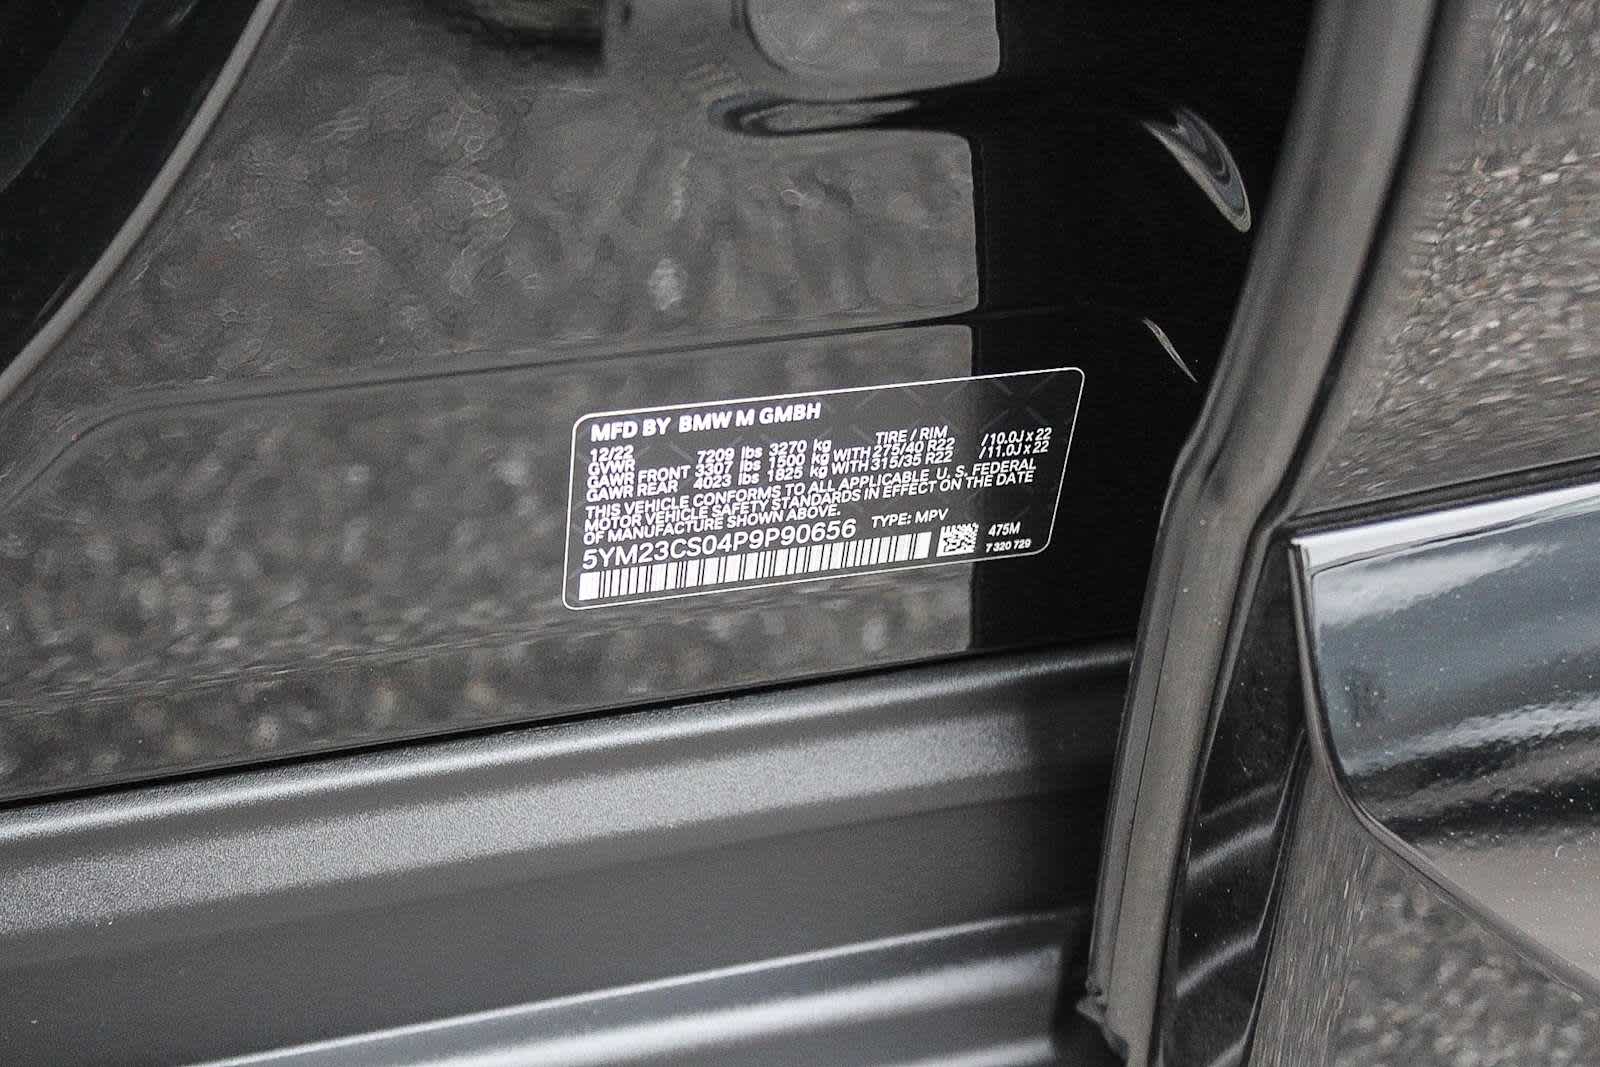 MFD BY BMW M GMBH
12/22 TIRE / RIM
GVWR 7209 lbs 3270 kg
GAWR FRONT 3307 lbs 1500 kg WITH 275/40 R22 /10.0J x 22
GAWR REAR 4023 lbs 1825 kg WITH 315/35 R22 /11.0J x 22
THIS VEHICLE CONFORMS TO ALL APPLICABLE U. S. FEDERAL
MOTOR VEHICLE SAFETY STANDARDS IN EFFECT ON THE DATE
OF MANUFACTURE SHOWN ABOVE.
5YM23CS04P9P90656 TYPE: MPV 475M
7 320 729